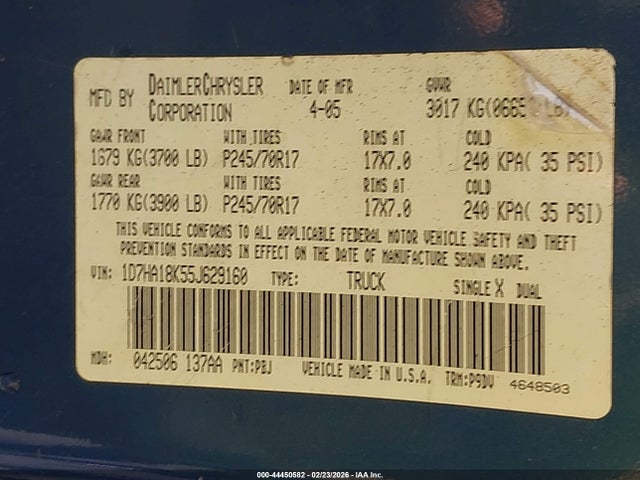 MFD BY DAIMLERCHRYSLER CORPORATION DATE OF MFR 4-05 GVWR 3017 KG(0665 LB)
GAWR FRONT WITH TIRES RIMS AT COLD
1679 KG(3700 LB) P245/70R17 17X7.0 240 KPA( 35 PSI)
GAWR REAR WITH TIRES RIMS AT COLD
1770 KG(3900 LB) P245/70R17 17X7.0 240 KPA( 35 PSI)
THIS VEHICLE CONFORMS TO ALL APPLICABLE FEDERAL MOTOR VEHICLE SAFETY AND THEFT
PREVENTION STANDARDS IN EFFECT ON THE DATE OF MANUFACTURE SHOWN ABOVE.
VIN: 1D7HA18K55J629160 TYPE: TRUCK SINGLE X DUAL
MDH: 042506 137AA PNT:PBJ VEHICLE MADE IN U.S.A. TRM:P9DV 4648503
000-44450582 - 02/23/2026 - IAA Inc.